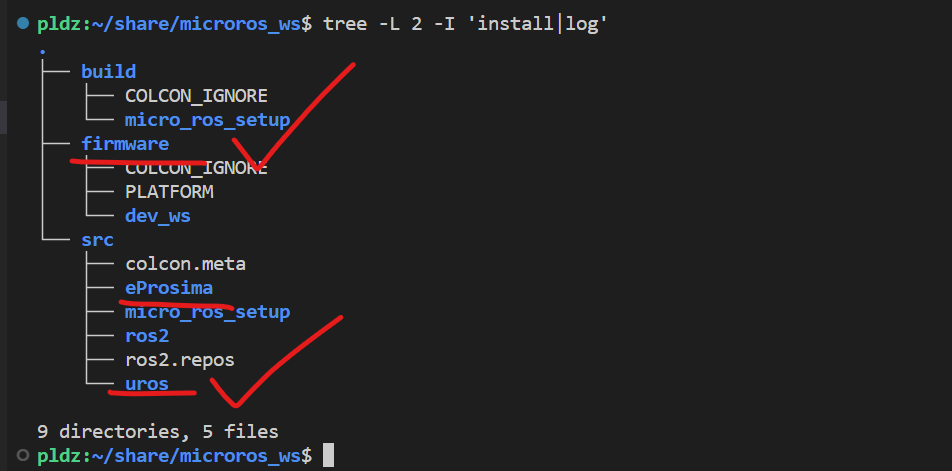 pldz:~/share/microros_ws$ tree -L 2 -I 'install|log'
.
├── build
│   ├── COLCON_IGNORE
│   └── micro_ros_setup
├── firmware
│   ├── COLCON_IGNORE
│   ├── PLATFORM
│   └── dev_ws
└── src
    ├── colcon.meta
    ├── eProsima
    ├── micro_ros_setup
    ├── ros2
    ├── ros2.repos
    └── uros
9 directories, 5 files
pldz:~/share/microros_ws$